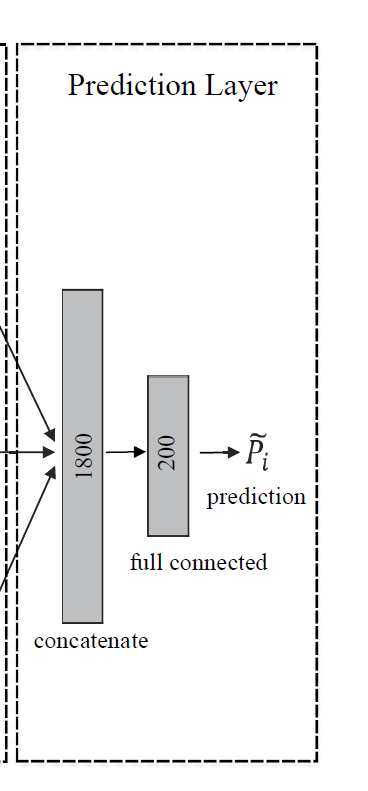 Prediction Layer
1800
200
P̃ᵢ
prediction
full connected
concatenate